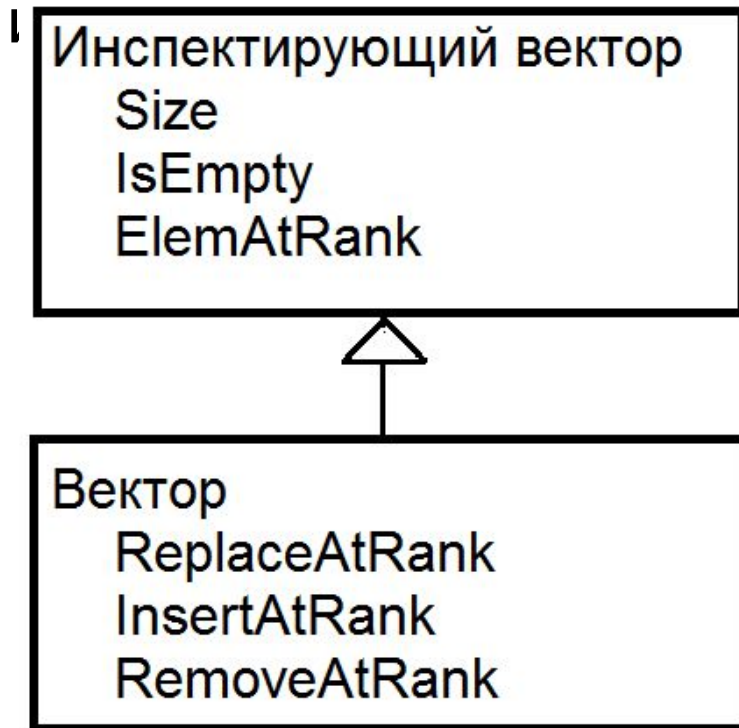 Инспектирующий вектор
Size
IsEmpty
ElemAtRank
Вектор
ReplaceAtRank
InsertAtRank
RemoveAtRank